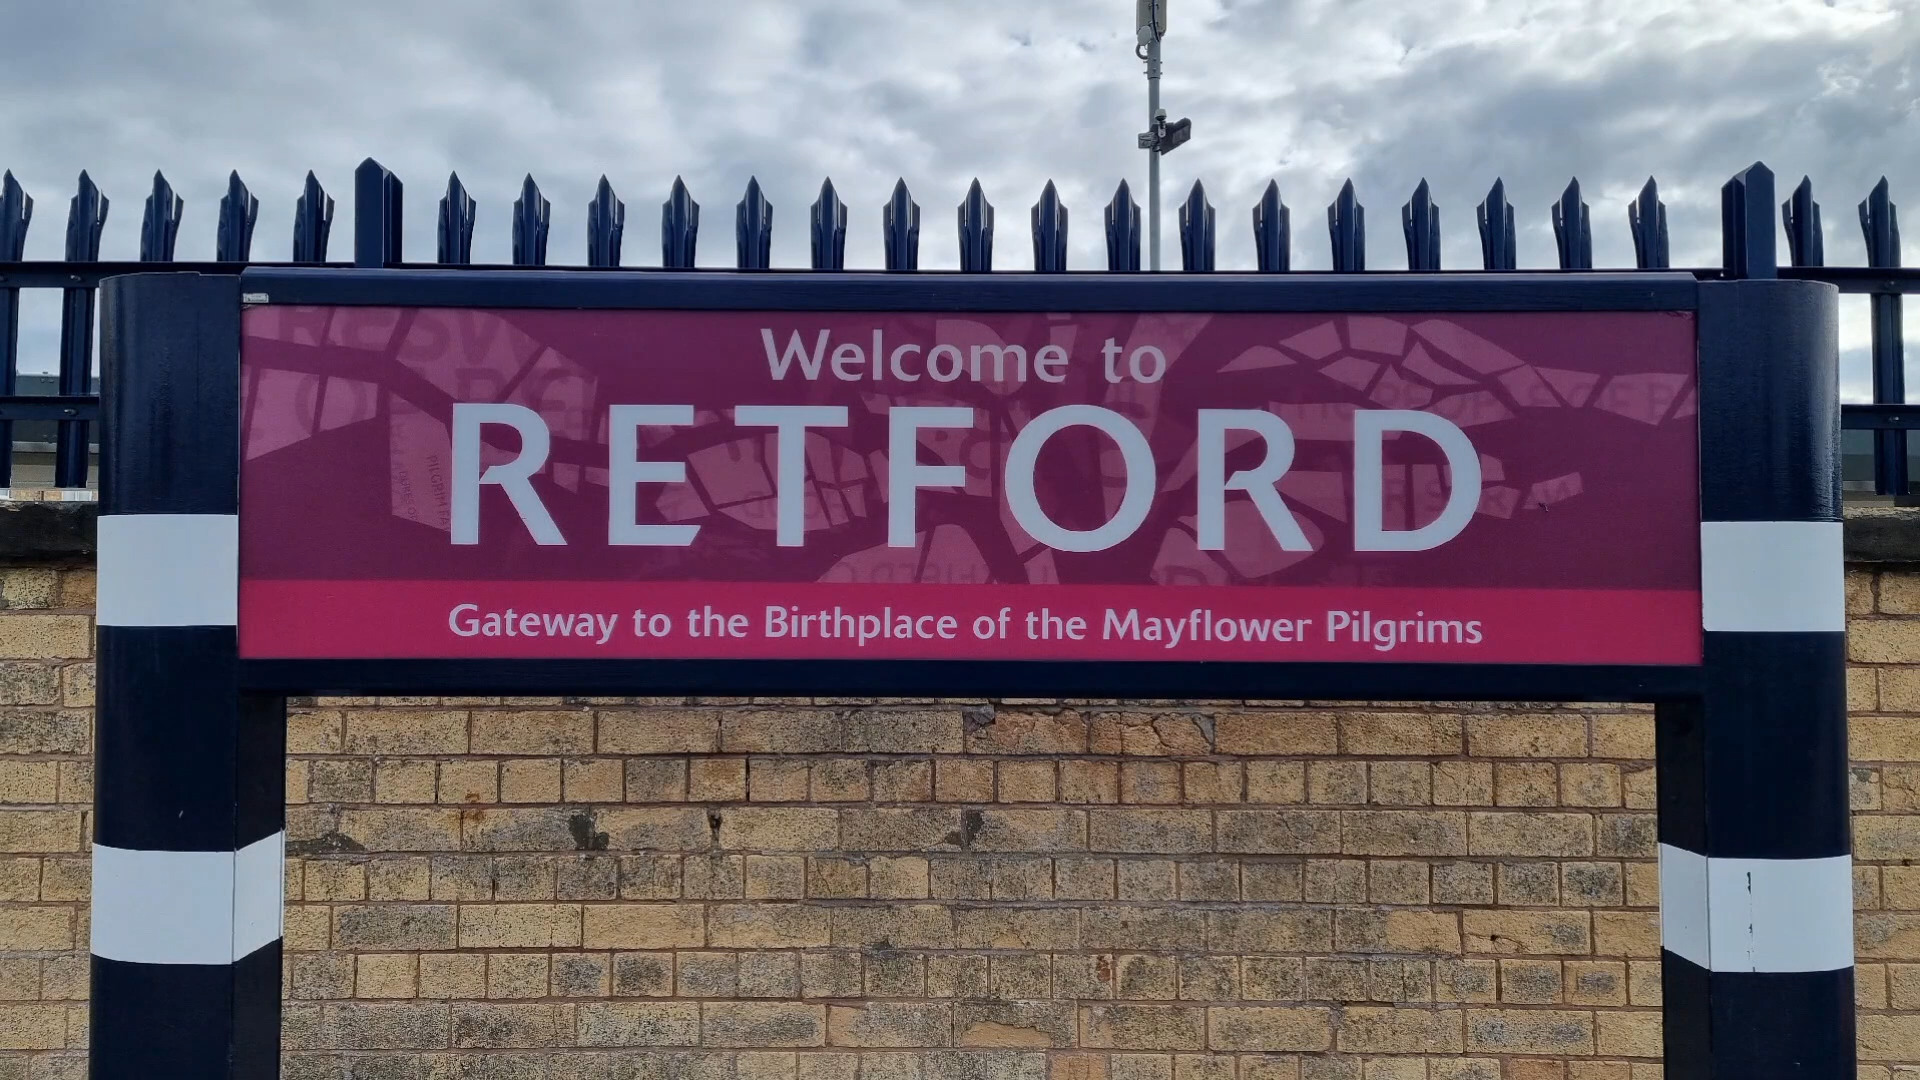 Welcome to
RETFORD
Gateway to the Birthplace of the Mayflower Pilgrims